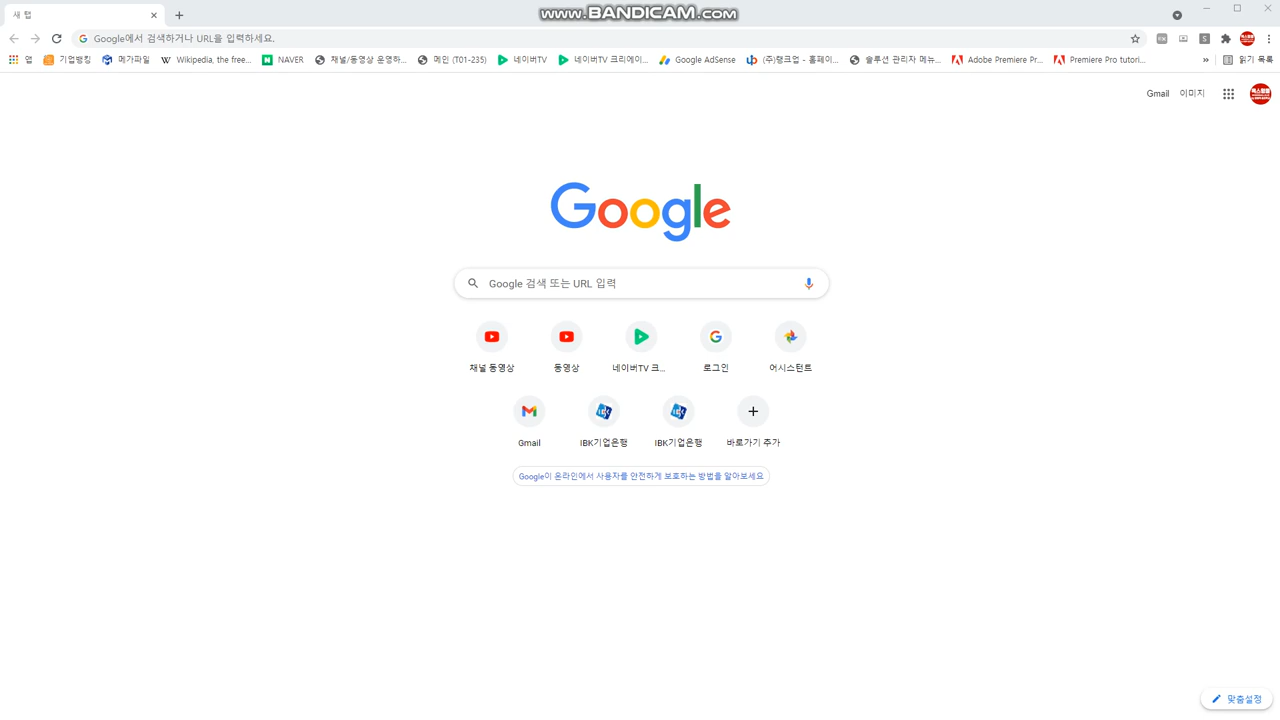 새 탭
www.BANDICAM.com
Google에서 검색하거나 URL을 입력하세요.
앱 기업뱅킹 메가파일 Wikipedia, the free... NAVER 채널/동영상 운영하... 메인 (T01-235) 네이버TV 네이버TV 크리에이... Google AdSense (주)탱크업 - 홈페이... 솔루션 관리자 메뉴... Adobe Premiere Pr... Premiere Pro tutori... » 읽기 목록
Gmail 이미지
Google
Google 검색 또는 URL 입력
채널 동영상 동영상 네이버TV 크... 로그인 어시스턴트
Gmail IBK기업은행 IBK기업은행 바로가기 추가
Google이 온라인에서 사용자를 안전하게 보호하는 방법을 알아보세요
맞춤설정